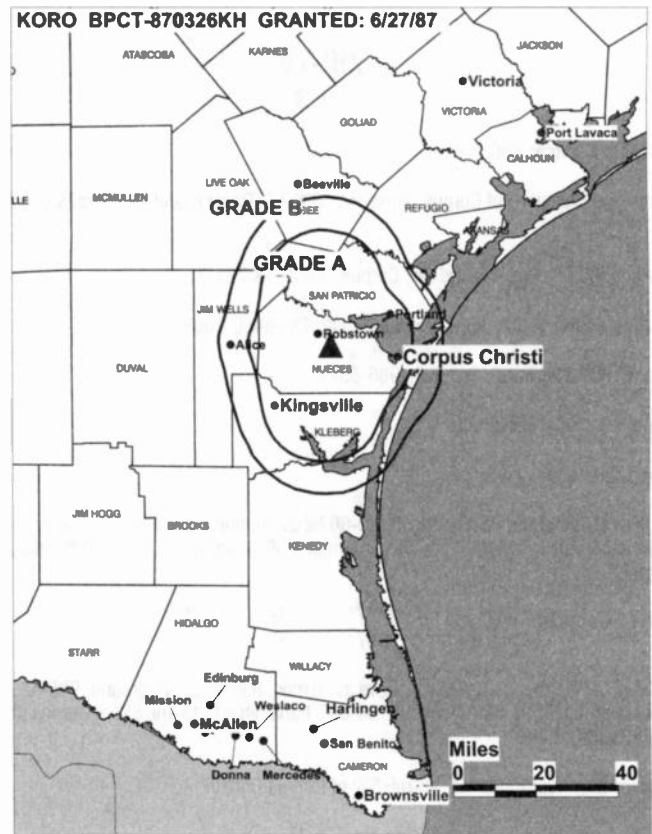 KORO BPCT-870326KH GRANTED: 6/27/87
JACKSON
ATASCOSA
KARNES
Victoria
VICTORIA
GOLIAD
Port Lavaca
CALHOUN
LIVE OAK
Beeville
MCMULLEN
LLE
GRADE B
BEE
REFUGIO
ARANSAS
GRADE A
SAN PATRICIO
JIM WELLS
Portland
Robstown
Alice
Corpus Christi
DUVAL
NUECES
Kingsville
KLEBERG
JIM HOGG
BROOKS
KENEDY
HIDALGO
STARR
WILLACY
Edinburg
Mission
Harlingen
McAllen
Weslaco
San Benito
Miles
Donna
Mercedes
CAMERON
0 20 40
Brownsville